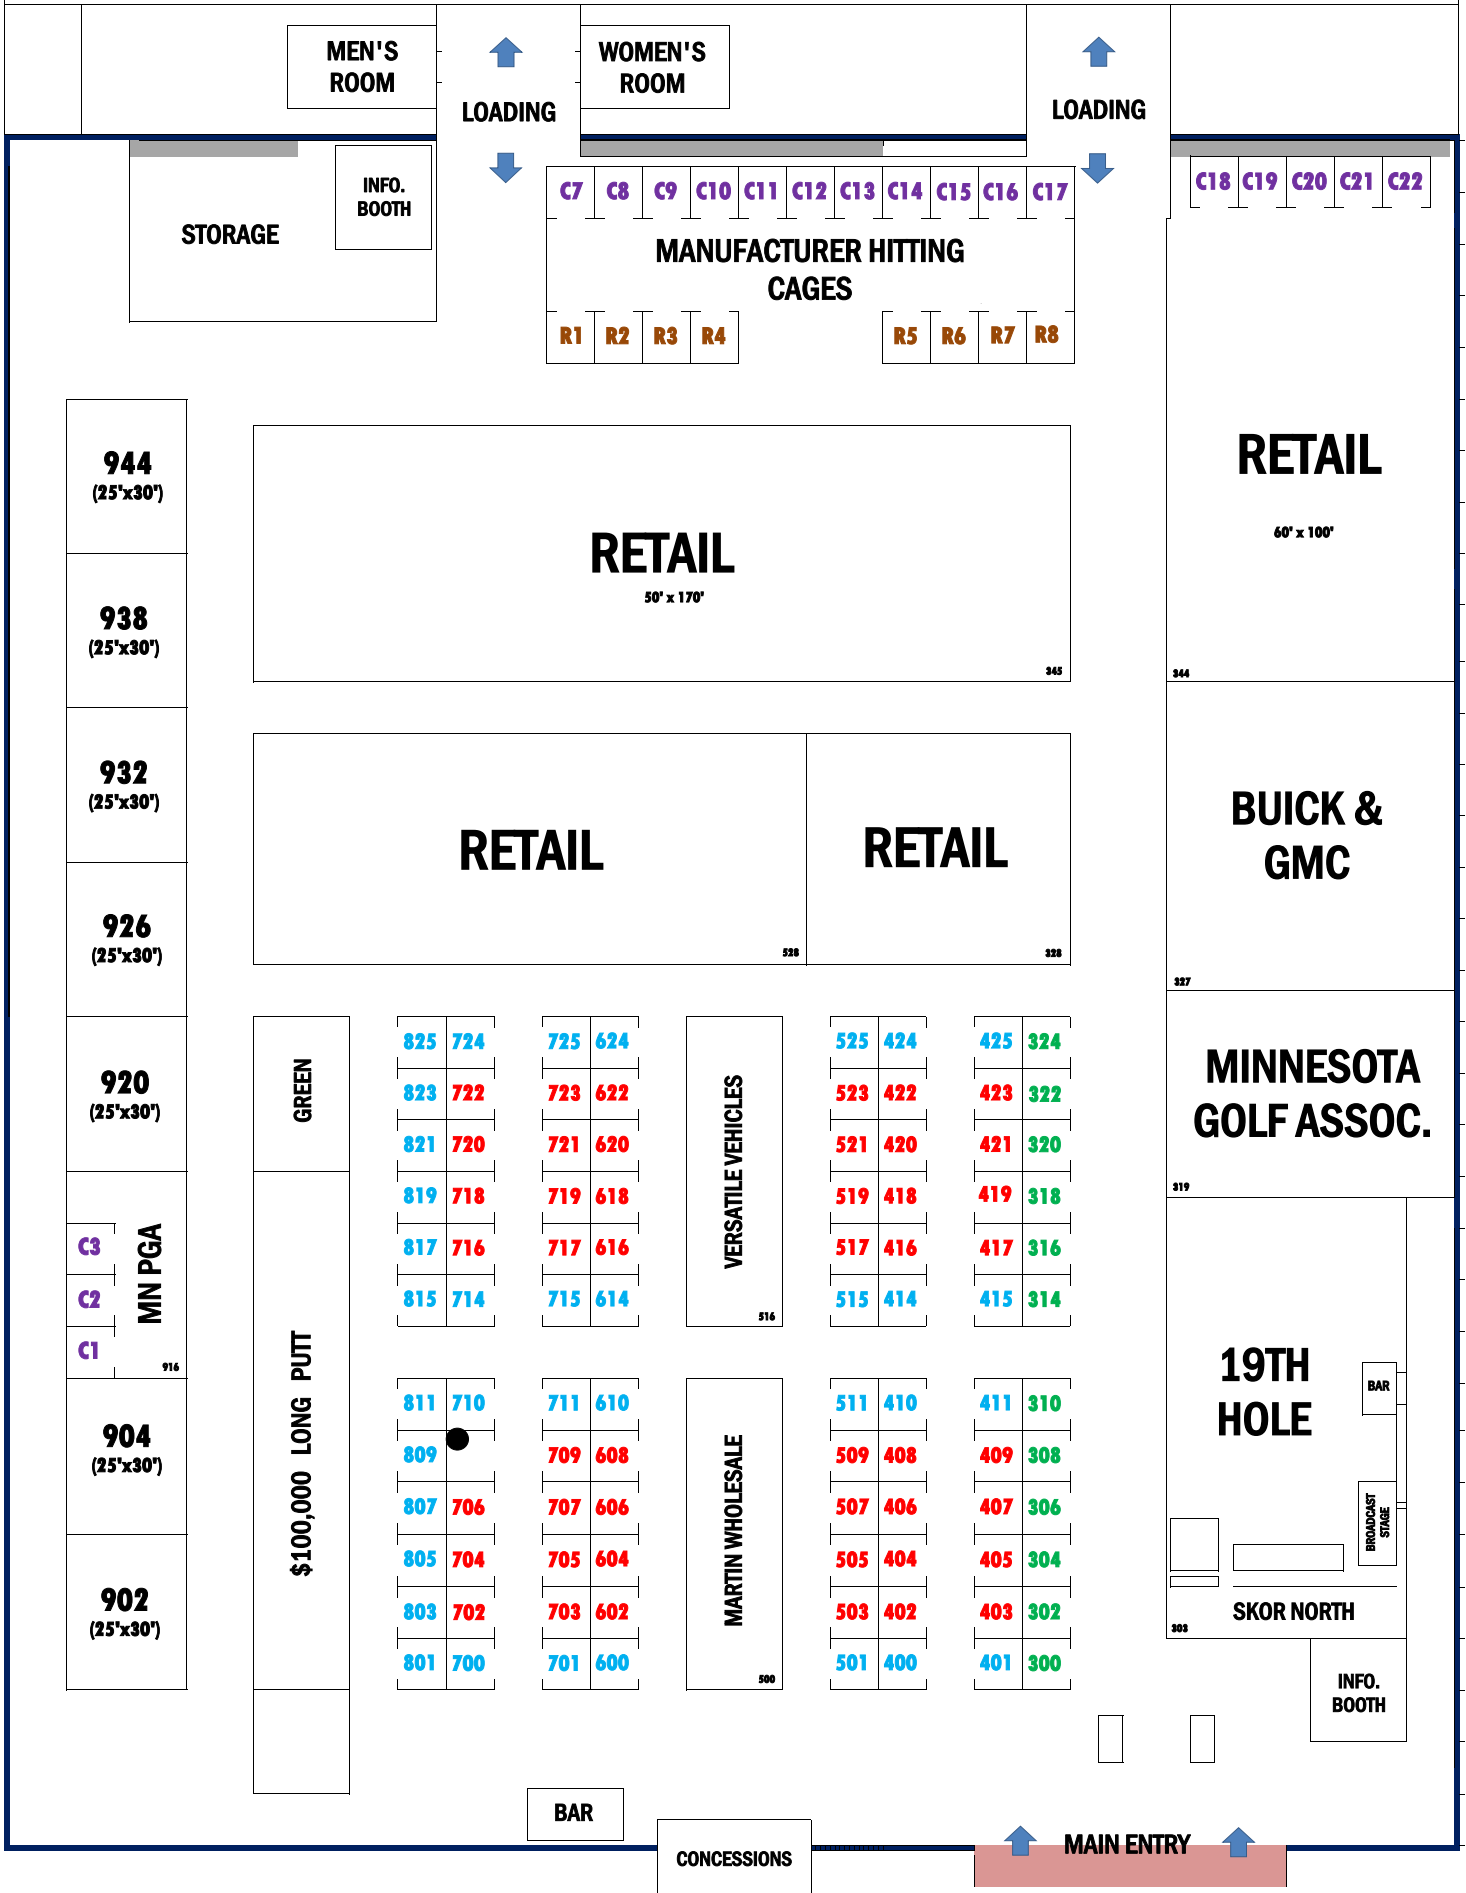 MEN'S
ROOM
WOMEN'S
ROOM
LOADING
LOADING
INFO.
BOOTH
STORAGE
C7 C8 C9 C10 C11 C12 C13 C14 C15 C16 C17
C18 C19 C20 C21 C22
MANUFACTURER HITTING
CAGES
R1 R2 R3 R4 R5 R6 R7 R8
944
(25'x30')
938
(25'x30')
932
(25'x30')
926
(25'x30')
920
(25'x30')
RETAIL
50' x 170'
345
RETAIL
60' x 100'
344
RETAIL
528
RETAIL
328
BUICK &
GMC
327
MINNESOTA
GOLF ASSOC.
319
GREEN
825 724 725 624 525 424 425 324
823 722 723 622 523 422 423 322
821 720 721 620 521 420 421 320
819 718 719 618 519 418 419 318
817 716 717 616 517 416 417 316
815 714 715 614 515 414 415 314
VERSATILE VEHICLES
516
C3
C2
C1
MN PGA
916
904
(25'x30')
902
(25'x30')
$100,000 LONG PUTT
811 710 711 610 511 410 411 310
809 709 608 509 408 409 308
807 706 707 606 507 406 407 306
805 704 705 604 505 404 405 304
803 702 703 602 503 402 403 302
801 700 701 600 501 400 401 300
MARTIN WHOLESALE
500
19TH
HOLE
BAR
BROADCAST
STAGE
SKOR NORTH
303
INFO.
BOOTH
BAR
CONCESSIONS
MAIN ENTRY